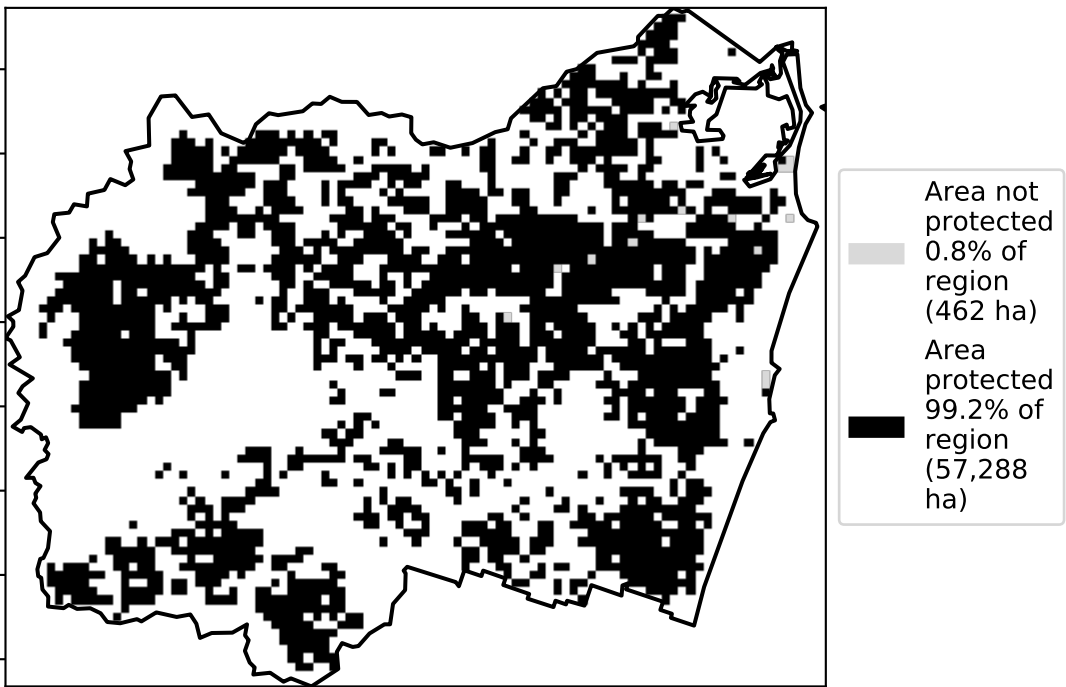 Area not
protected
0.8% of
region
(462 ha)
Area
protected
99.2% of
region
(57,288
ha)